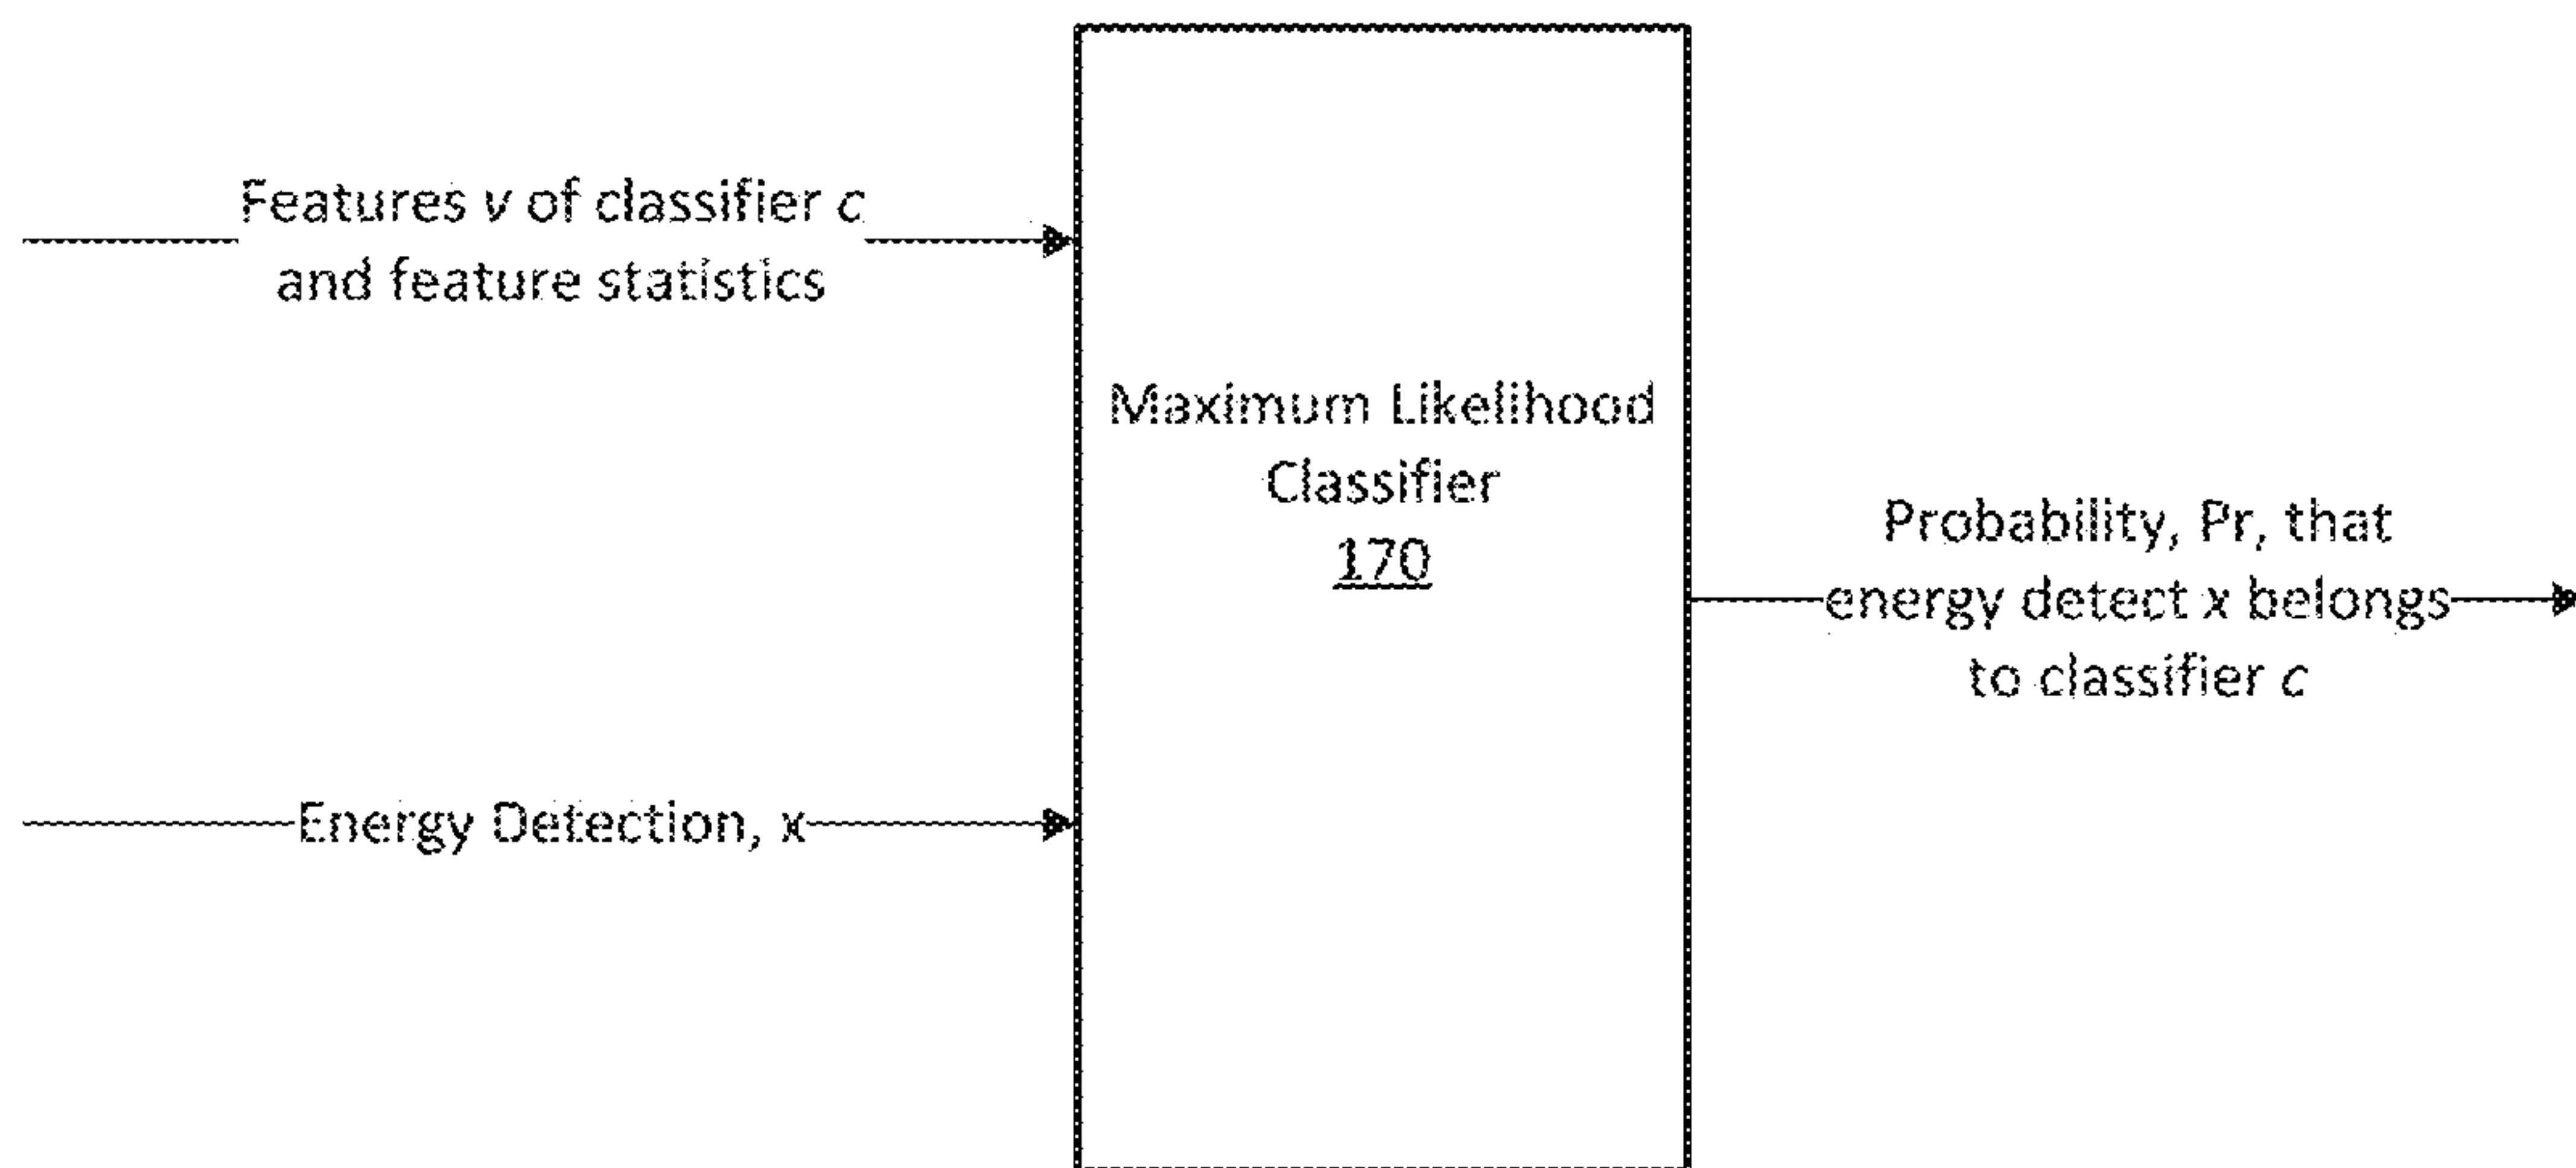 Features v of classifier c
and feature statistics
Energy Detection, x
Maximum Likelihood
Classifier
170
Probability, Pr, that
energy detect x belongs
to classifier c